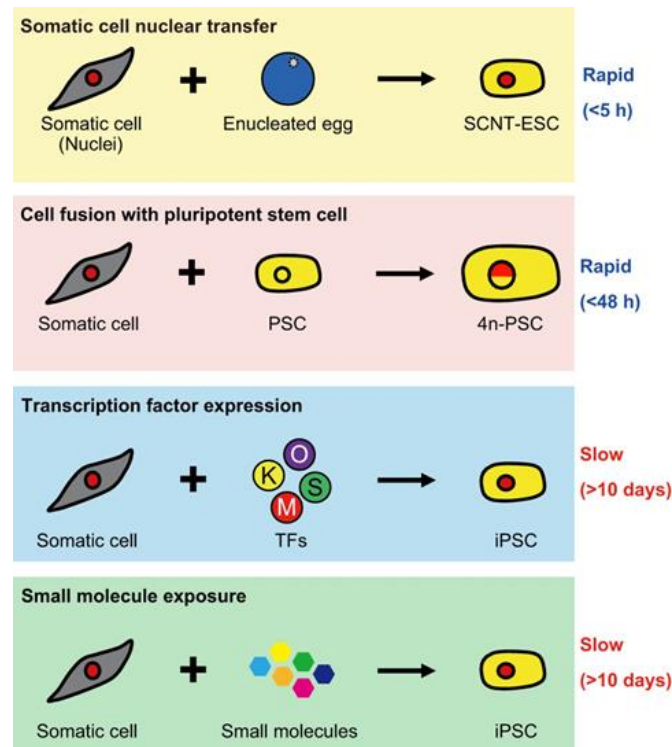 Somatic cell nuclear transfer
Somatic cell
(Nuclei)
Enucleated egg
SCNT-ESC
Rapid
(<5 h)
Cell fusion with pluripotent stem cell
Somatic cell
PSC
4n-PSC
Rapid
(<48 h)
Transcription factor expression
O
K
S
M
Somatic cell
TFs
iPSC
Slow
(>10 days)
Small molecule exposure
Somatic cell
Small molecules
iPSC
Slow
(>10 days)